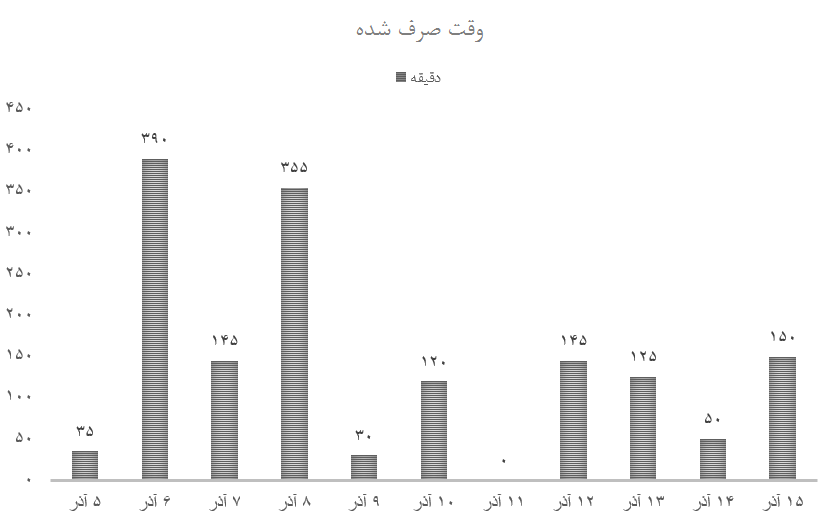 وقت صرف شده
دقیقه
۴۵۰
۴۰۰
۳۵۰
۳۰۰
۲۵۰
۲۰۰
۱۵۰
۱۰۰
۵۰
۰
۳۵
۳۹۰
۱۴۵
۳۵۵
۳۰
۱۲۰
۰
۱۴۵
۱۲۵
۵۰
۱۵۰
۵ آذر
۶ آذر
۷ آذر
۸ آذر
۹ آذر
۱۰ آذر
۱۱ آذر
۱۲ آذر
۱۳ آذر
۱۴ آذر
۱۵ آذر